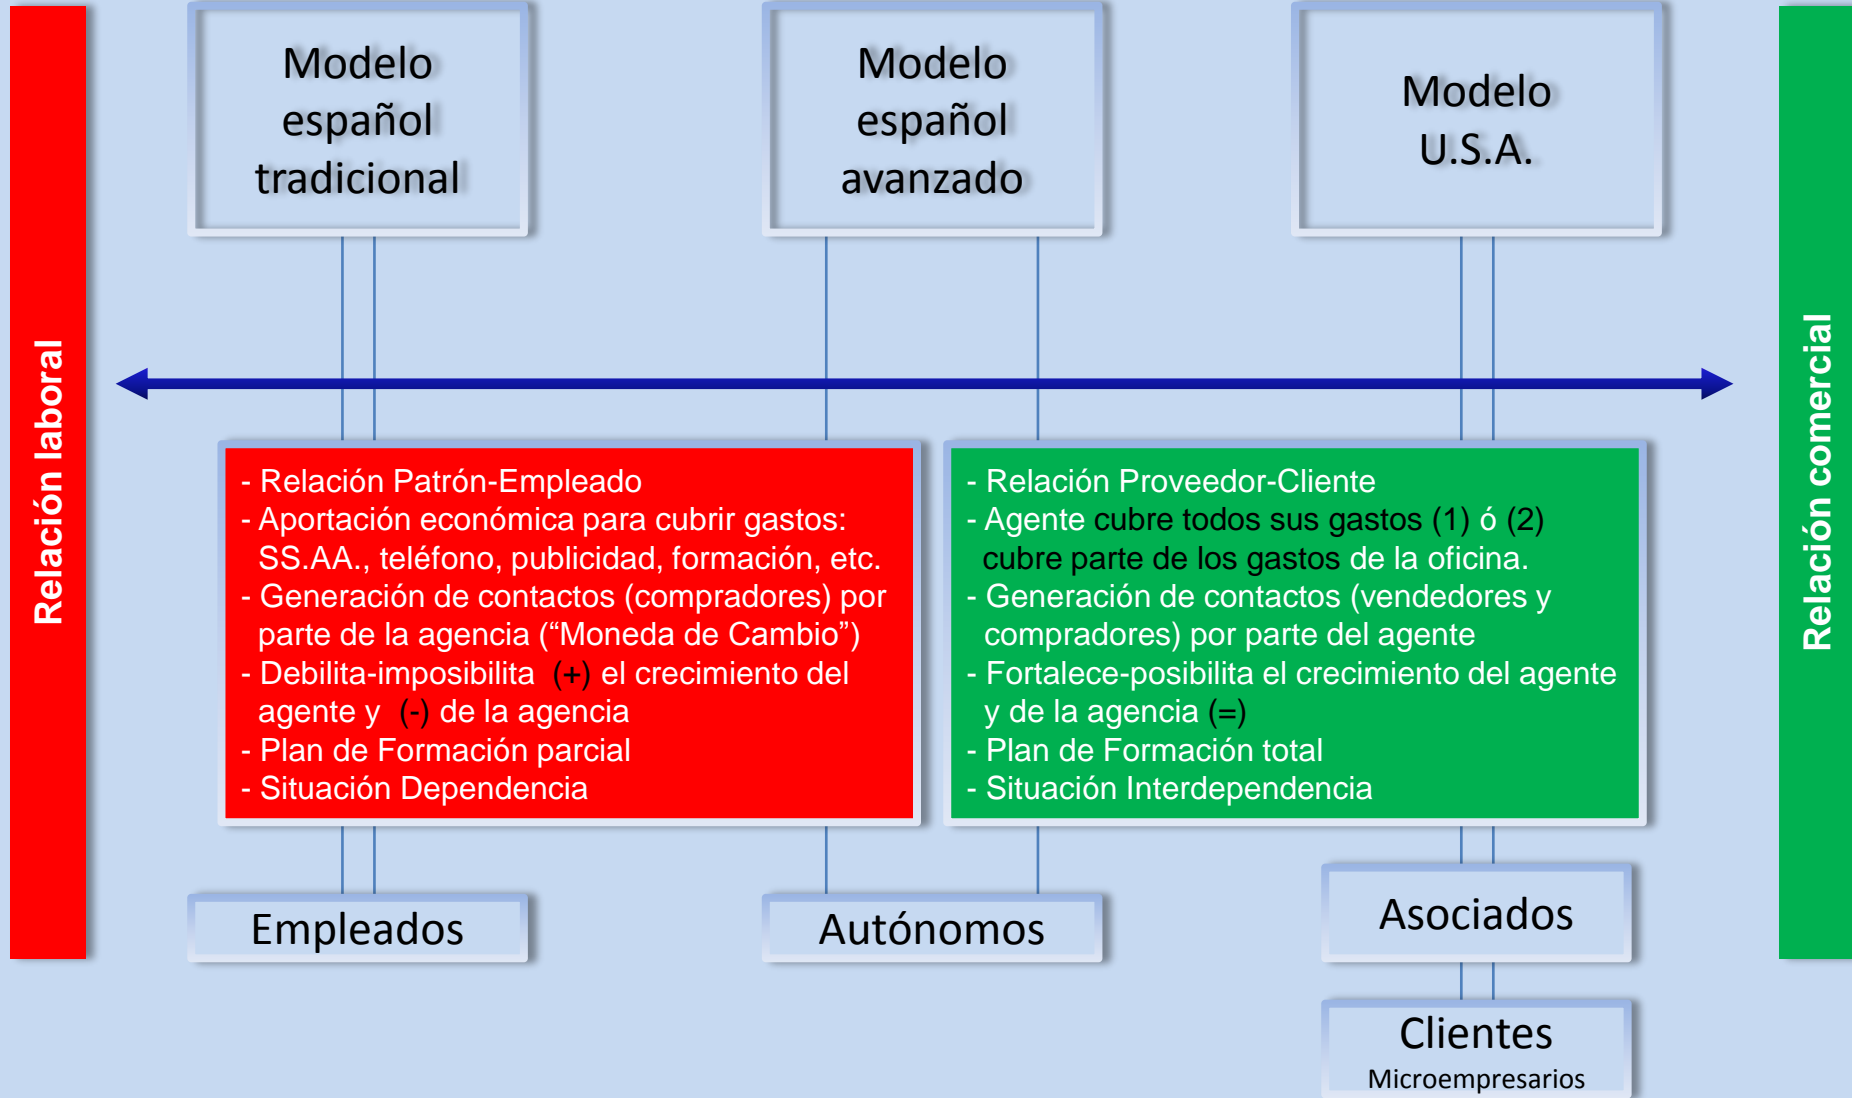 Relación laboral
Modelo
español
tradicional
Modelo
español
avanzado
Modelo
U.S.A.
- Relación Patrón-Empleado
- Aportación económica para cubrir gastos:
SS.AA., teléfono, publicidad, formación, etc.
- Generación de contactos (compradores) por
parte de la agencia (“Moneda de Cambio”)
- Debilita-imposibilita (+) el crecimiento del
agente y (-) de la agencia
- Plan de Formación parcial
- Situación Dependencia
- Relación Proveedor-Cliente
- Agente cubre todos sus gastos (1) ó (2)
cubre parte de los gastos de la oficina.
- Generación de contactos (vendedores y
compradores) por parte del agente
- Fortalece-posibilita el crecimiento del agente
y de la agencia (=)
- Plan de Formación total
- Situación Interdependencia
Empleados
Autónomos
Asociados
Clientes
Microempresarios
Relación comercial